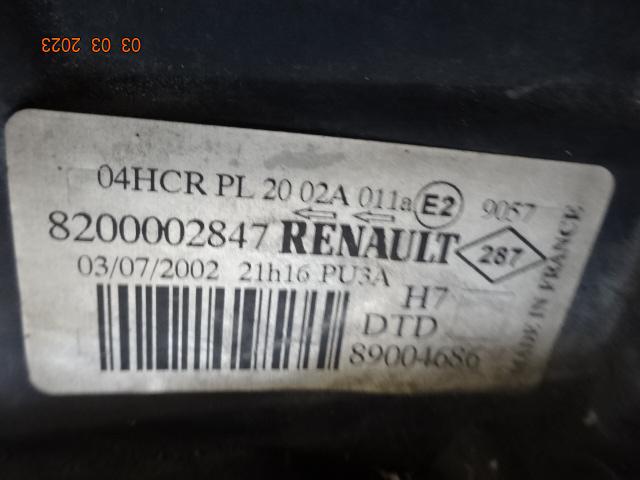 03 03 2023
04HCR PL 20 02A 011a E2 9057
8200002847 RENAULT 287
03/07/2002 21h16 PU3A
H7
DTD
89004686
MADE IN FRANCE